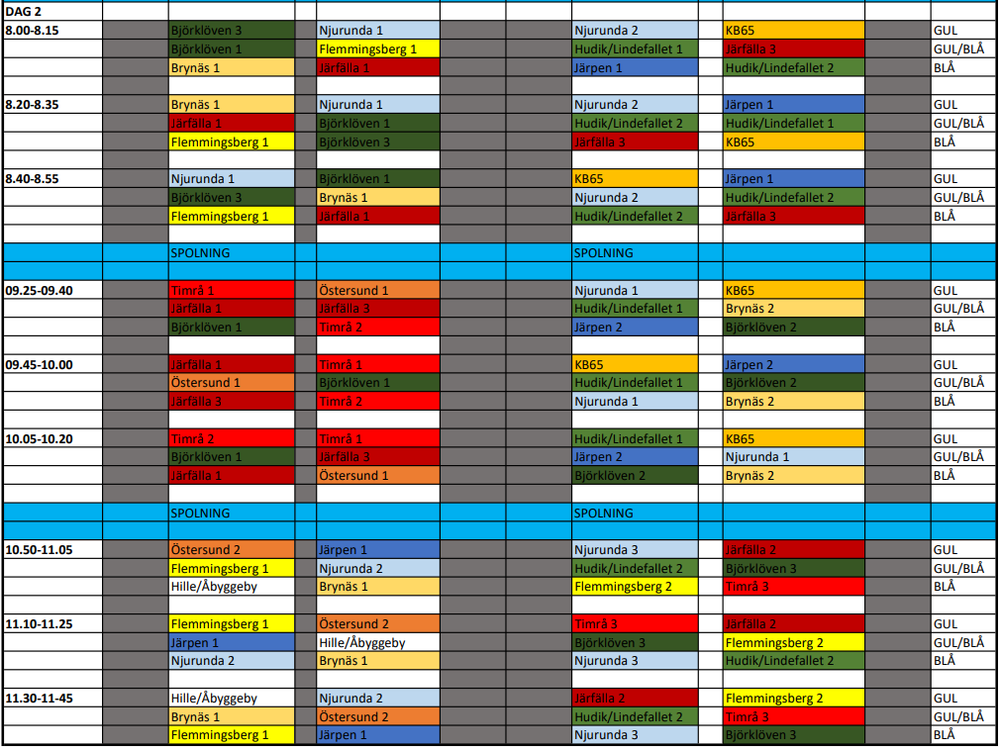 DAG 2
8.00-8.15 Björklöven 3 Njurunda 1 Njurunda 2 KB65 GUL
Björklöven 1 Flemmingsberg 1 Hudik/Lindefallet 1 Järfälla 3 GUL/BLÅ
Brynäs 1 Järfälla 1 Järpen 1 Hudik/Lindefallet 2 BLÅ
8.20-8.35 Brynäs 1 Njurunda 1 Njurunda 2 Järpen 1 GUL
Järfälla 1 Björklöven 1 Hudik/Lindefallet 2 Hudik/Lindefallet 1 GUL/BLÅ
Flemmingsberg 1 Björklöven 3 Järfälla 3 KB65 BLÅ
8.40-8.55 Njurunda 1 Björklöven 1 KB65 Järpen 1 GUL
Björklöven 3 Brynäs 1 Njurunda 2 Hudik/Lindefallet 2 GUL/BLÅ
Flemmingsberg 1 Järfälla 1 Hudik/Lindefallet 2 Järfälla 3 BLÅ
SPOLNING SPOLNING
09.25-09.40 Timrå 1 Östersund 1 Njurunda 1 KB65 GUL
Järfälla 1 Järfälla 3 Hudik/Lindefallet 1 Brynäs 2 GUL/BLÅ
Björklöven 1 Timrå 2 Järpen 2 Björklöven 2 BLÅ
09.45-10.00 Järfälla 1 Timrå 1 KB65 Järpen 2 GUL
Östersund 1 Björklöven 1 Hudik/Lindefallet 1 Björklöven 2 GUL/BLÅ
Järfälla 3 Timrå 2 Njurunda 1 Brynäs 2 BLÅ
10.05-10.20 Timrå 2 Timrå 1 Hudik/Lindefallet 1 KB65 GUL
Björklöven 1 Järfälla 3 Järpen 2 Njurunda 1 GUL/BLÅ
Järfälla 1 Östersund 1 Björklöven 2 Brynäs 2 BLÅ
SPOLNING SPOLNING
10.50-11.05 Östersund 2 Järpen 1 Njurunda 3 Järfälla 2 GUL
Flemmingsberg 1 Njurunda 2 Hudik/Lindefallet 2 Björklöven 3 GUL/BLÅ
Hille/Åbyggeby Brynäs 1 Flemmingsberg 2 Timrå 3 BLÅ
11.10-11.25 Flemmingsberg 1 Östersund 2 Timrå 3 Järfälla 2 GUL
Järpen 1 Hille/Åbyggeby Björklöven 3 Flemmingsberg 2 GUL/BLÅ
Njurunda 2 Brynäs 1 Njurunda 3 Hudik/Lindefallet 2 BLÅ
11.30-11-45 Hille/Åbyggeby Njurunda 2 Järfälla 2 Flemmingsberg 2 GUL
Brynäs 1 Östersund 2 Hudik/Lindefallet 2 Timrå 3 GUL/BLÅ
Flemmingsberg 1 Järpen 1 Njurunda 3 Björklöven 3 BLÅ